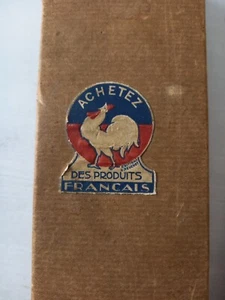 ACHETEZ
DES PRODUITS
FRANCAIS